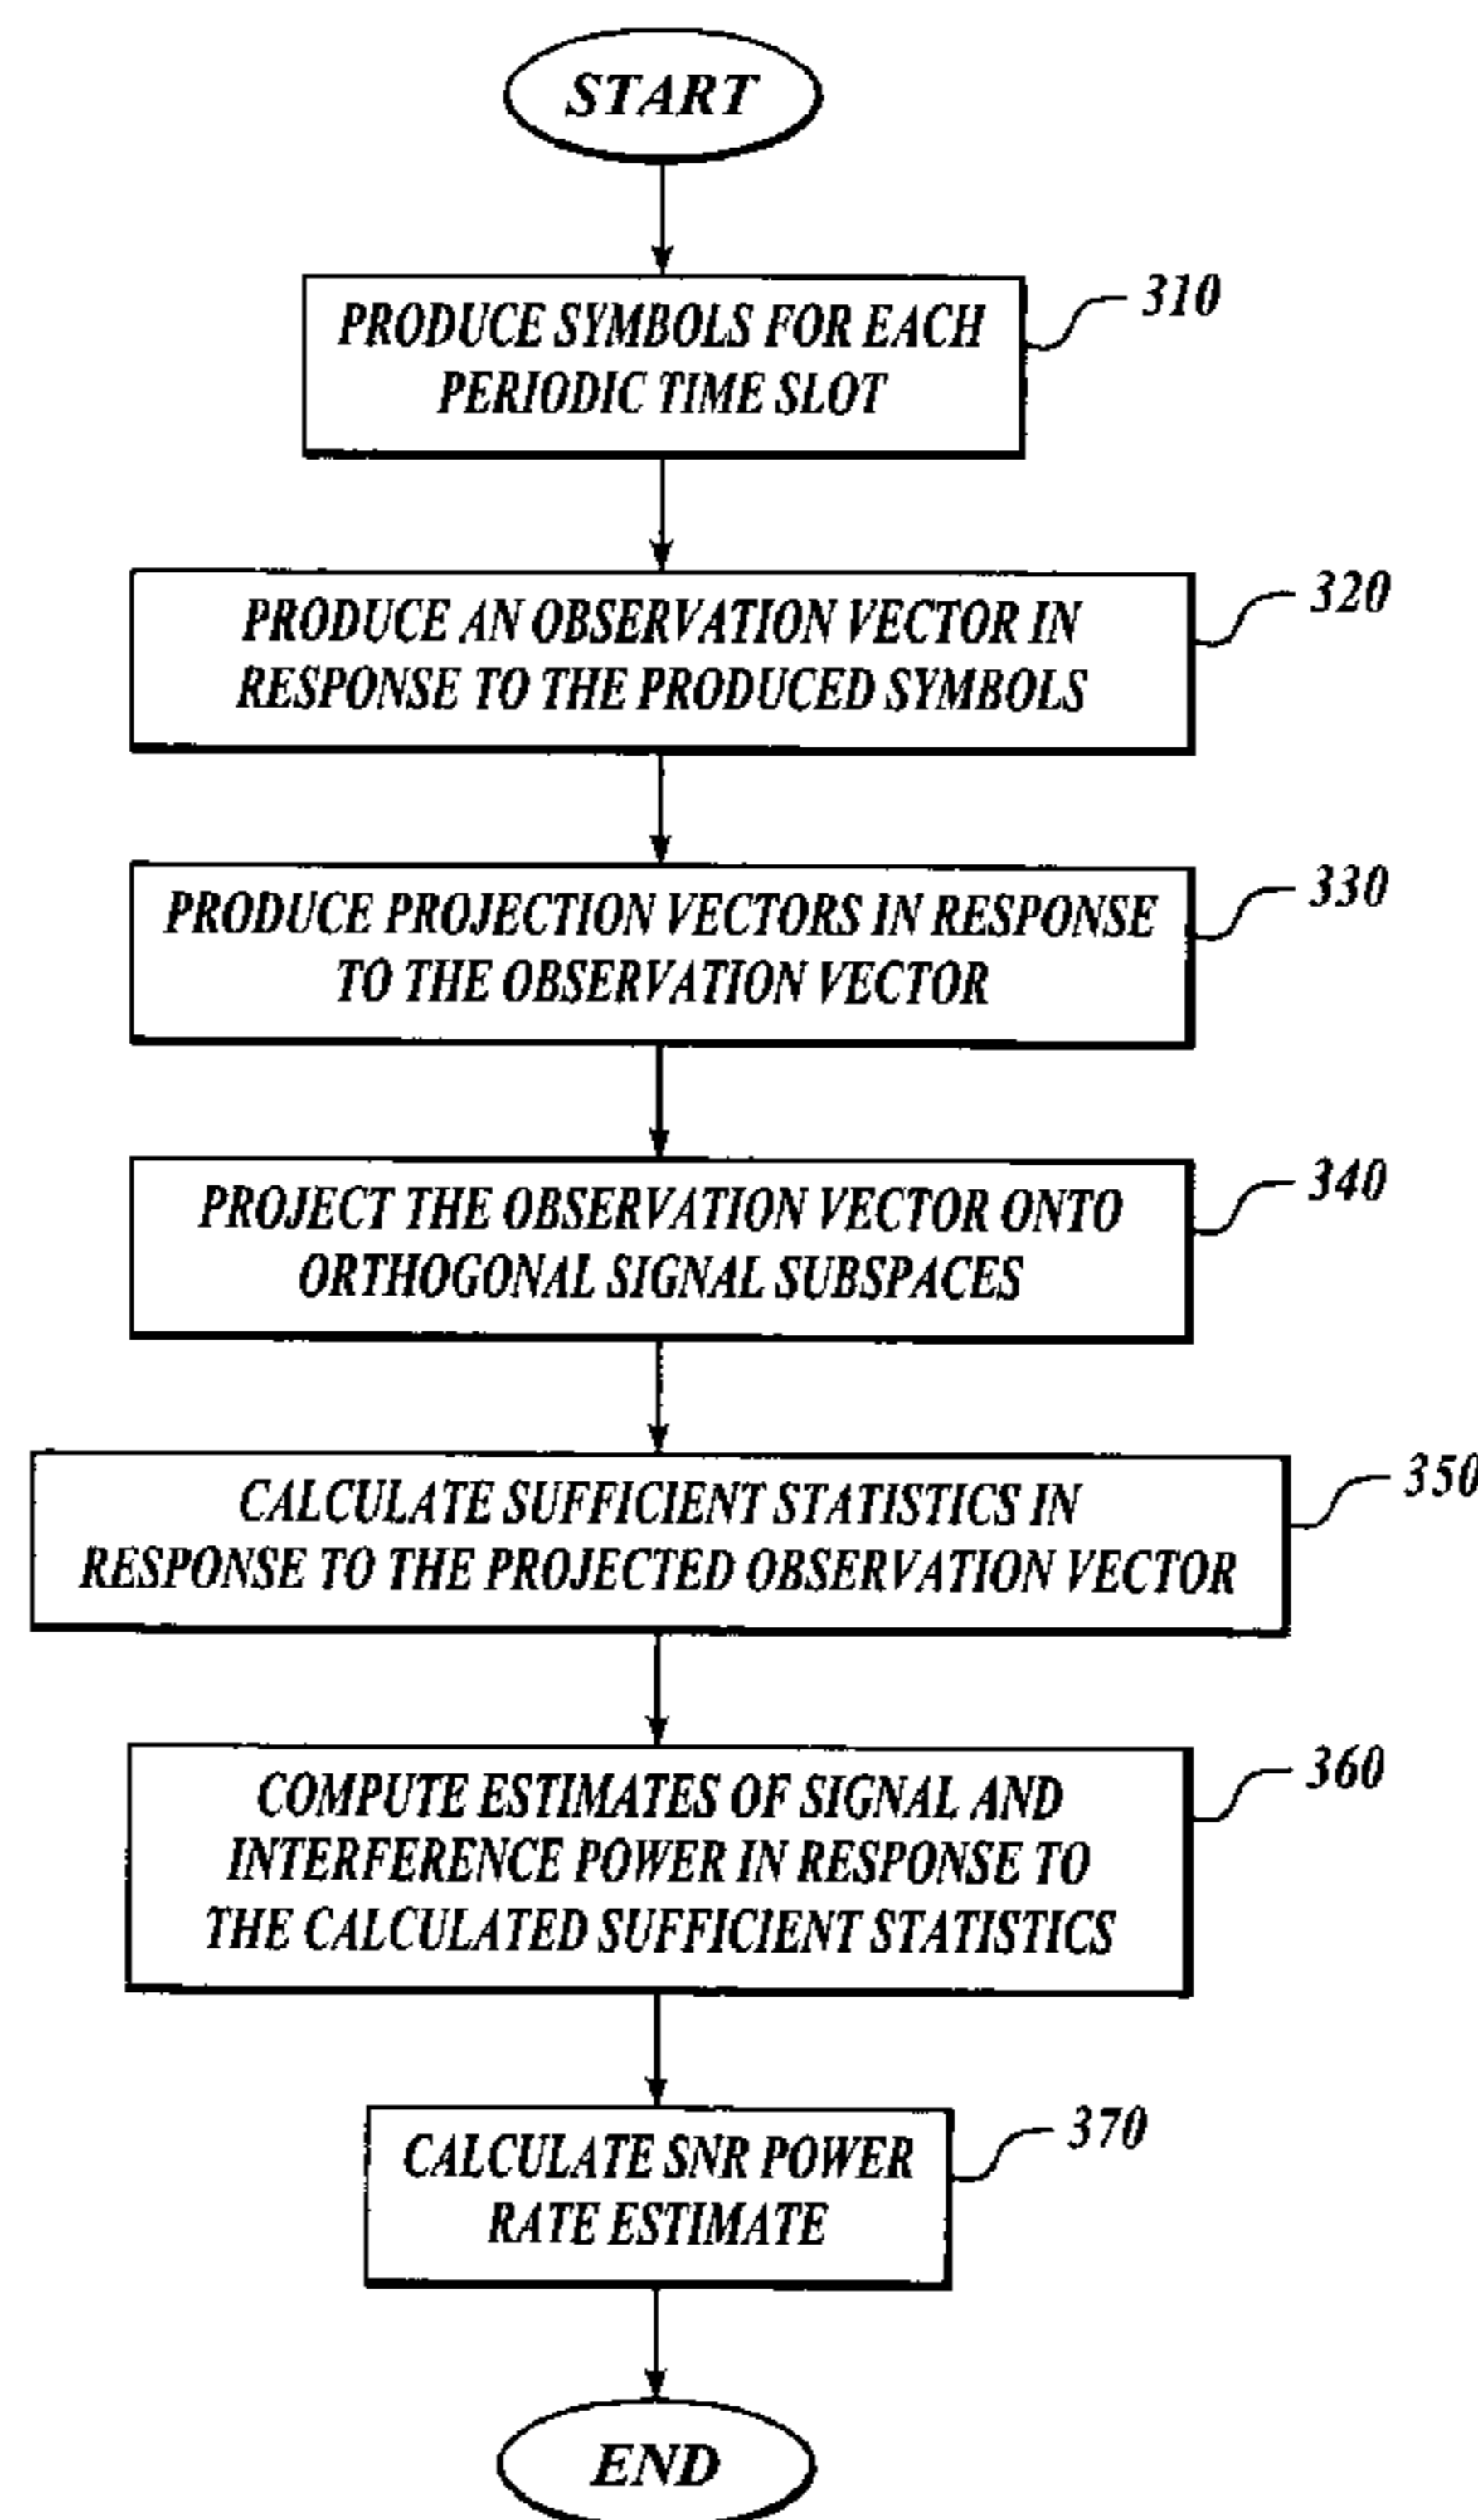 START
PRODUCE SYMBOLS FOR EACH
PERIODIC TIME SLOT
310
PRODUCE AN OBSERVATION VECTOR IN
RESPONSE TO THE PRODUCED SYMBOLS
320
PRODUCE PROJECTION VECTORS IN RESPONSE
TO THE OBSERVATION VECTOR
330
PROJECT THE OBSERVATION VECTOR ONTO
ORTHOGONAL SIGNAL SUBSPACES
340
CALCULATE SUFFICIENT STATISTICS IN
RESPONSE TO THE PROJECTED OBSERVATION VECTOR
350
COMPUTE ESTIMATES OF SIGNAL AND
INTERFERENCE POWER IN RESPONSE TO
THE CALCULATED SUFFICIENT STATISTICS
360
CALCULATE SNR POWER
RATE ESTIMATE
370
END